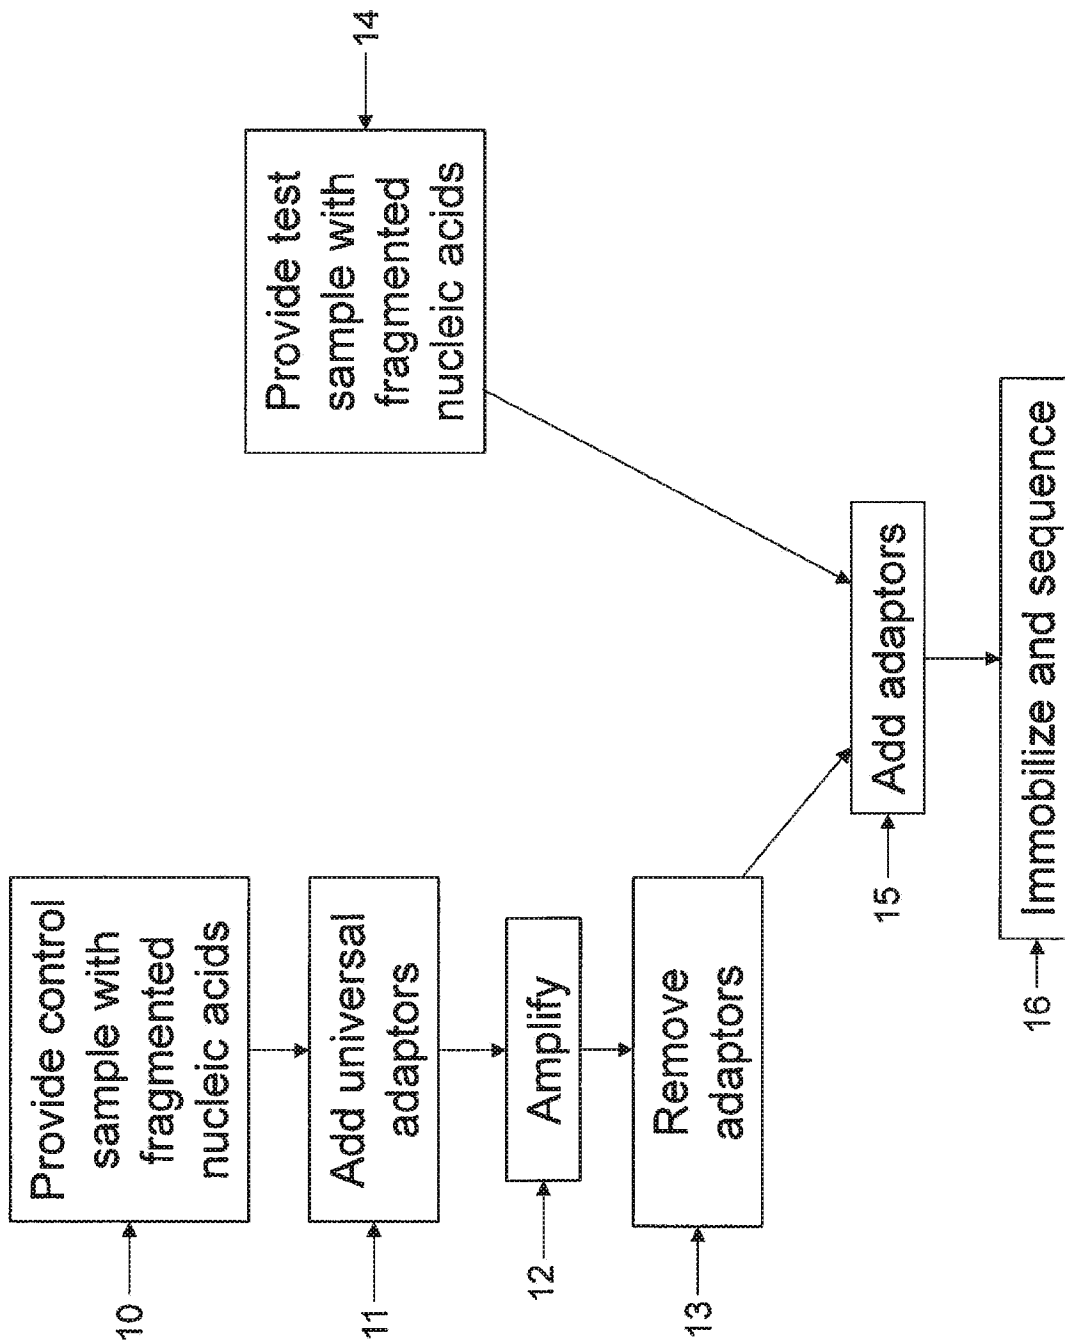 10
Provide control
sample with
fragmented
nucleic acids
11
Add universal
adaptors
12
Amplify
13
Remove
adaptors
14
Provide test
sample with
fragmented
nucleic acids
15
Add adaptors
16
Immobilize and sequence